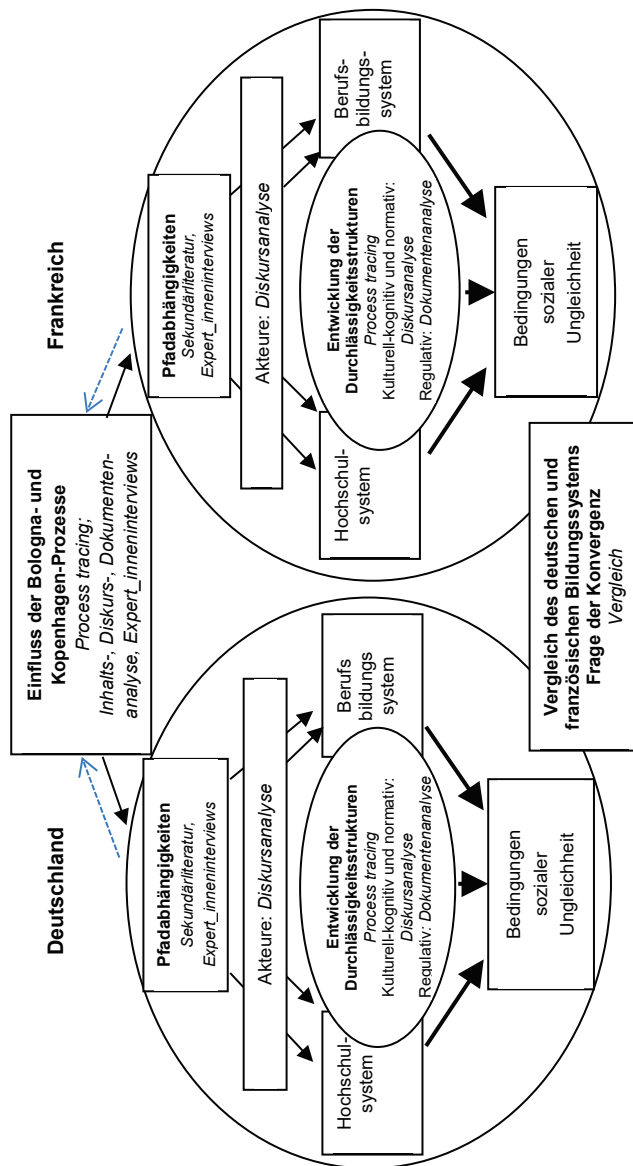 Deutschland
Frankreich
Einfluss der Bologna- und
Kopenhagen-Prozesse
Process tracing;
Inhalts-, Diskurs-, Dokumenten-
analyse, Expert_inneninterviews
Pfadabhängigkeiten
Sekundärliteratur,
Expert_inneninterviews
Akteure: Diskursanalyse
Hochschul-
system
Berufs
bildungs
system
Entwicklung der
Durchlässigkeitsstrukturen
Process tracing
Kulturell-kognitiv und normativ:
Diskursanalyse
Regulativ: Dokumentenanalyse
Bedingungen
sozialer
Ungleichheit
Pfadabhängigkeiten
Sekundärliteratur,
Expert_inneninterviews
Akteure: Diskursanalyse
Hochschul-
system
Berufs-
bildungs-
system
Entwicklung der
Durchlässigkeitsstrukturen
Process tracing
Kulturell-kognitiv und normativ:
Diskursanalyse
Regulativ: Dokumentenanalyse
Bedingungen
sozialer
Ungleichheit
Vergleich des deutschen und
französischen Bildungssystems
Frage der Konvergenz
Vergleich